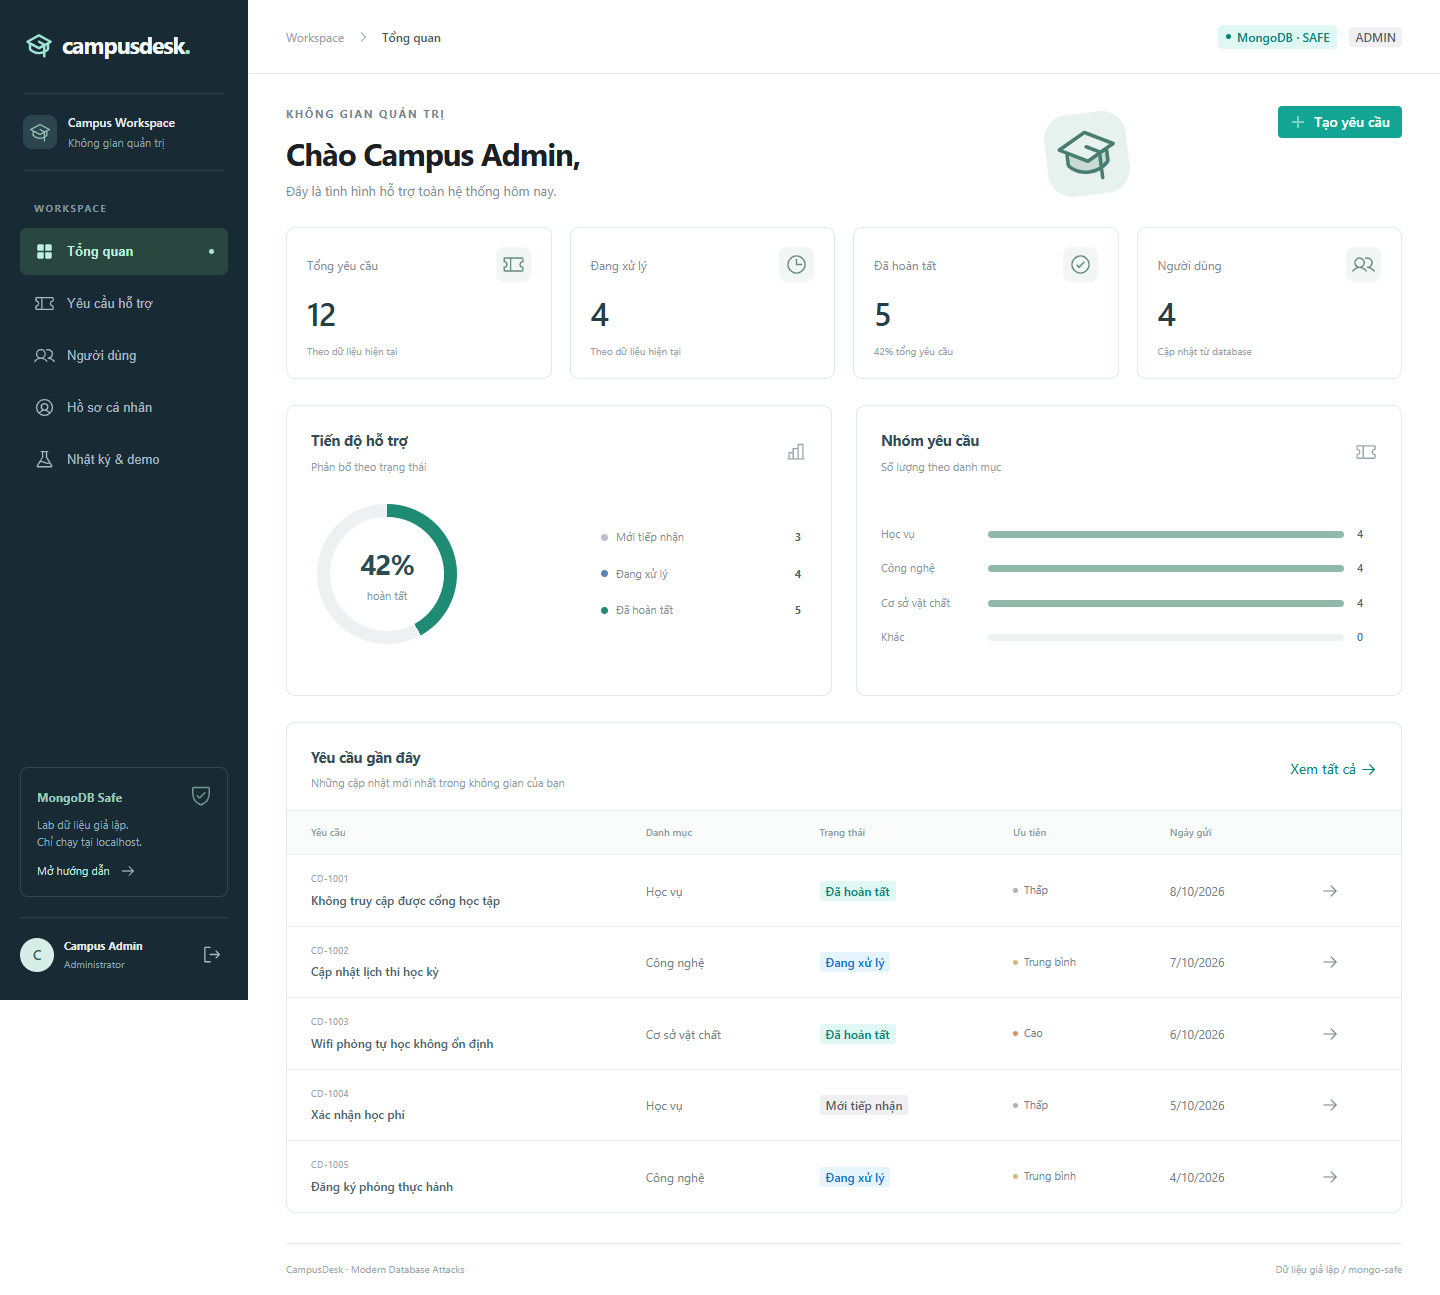 campusdesk.
Campus Workspace
Không gian quản trị
WORKSPACE
Tổng quan
Yêu cầu hỗ trợ
Người dùng
Hồ sơ cá nhân
Nhật ký & demo
MongoDB Safe
Lab dữ liệu giả lập.
Chỉ chạy tại localhost.
Mở hướng dẫn
C
Campus Admin
Administrator
Workspace
Tổng quan
MongoDB · SAFE
ADMIN
KHÔNG GIAN QUẢN TRỊ
Chào Campus Admin,
Đây là tình hình hỗ trợ toàn hệ thống hôm nay.
Tạo yêu cầu
Tổng yêu cầu
12
Theo dữ liệu hiện tại
Đang xử lý
4
Theo dữ liệu hiện tại
Đã hoàn tất
5
42% tổng yêu cầu
Người dùng
4
Cập nhật từ database
Tiến độ hỗ trợ
Phân bổ theo trạng thái
42%
hoàn tất
Mới tiếp nhận 3
Đang xử lý 4
Đã hoàn tất 5
Nhóm yêu cầu
Số lượng theo danh mục
Học vụ 4
Công nghệ 4
Cơ sở vật chất 4
Khác 0
Yêu cầu gần đây
Những cập nhật mới nhất trong không gian của bạn
Xem tất cả
Yêu cầu Danh mục Trạng thái Ưu tiên Ngày gửi
CD-1001
Không truy cập được cổng học tập Học vụ Đã hoàn tất Thấp 8/10/2026
CD-1002
Cập nhật lịch thi học kỳ Công nghệ Đang xử lý Trung bình 7/10/2026
CD-1003
Wifi phòng tự học không ổn định Cơ sở vật chất Đã hoàn tất Cao 6/10/2026
CD-1004
Xác nhận học phí Học vụ Mới tiếp nhận Thấp 5/10/2026
CD-1005
Đăng ký phòng thực hành Công nghệ Đang xử lý Trung bình 4/10/2026
CampusDesk · Modern Database Attacks
Dữ liệu giả lập / mongo-safe